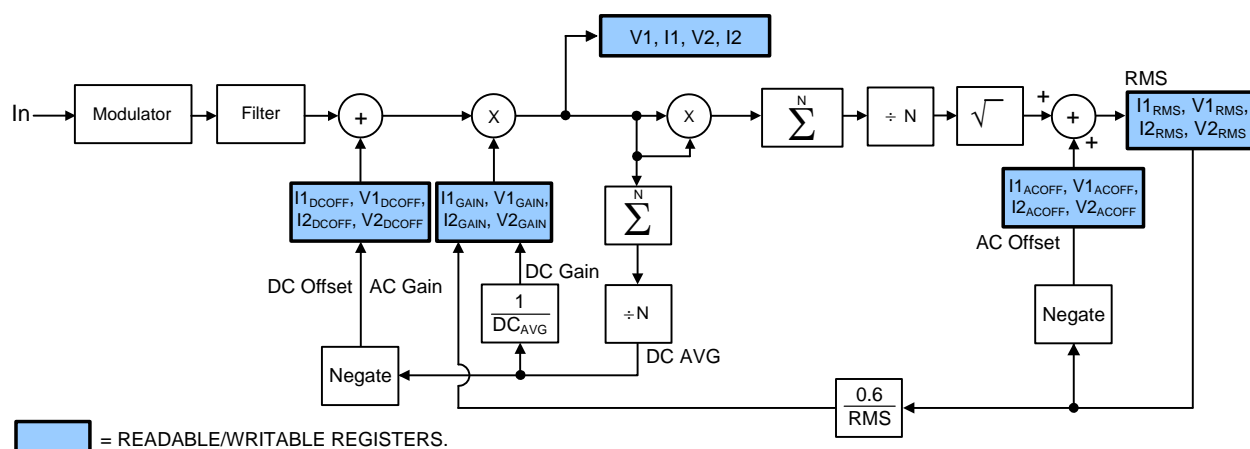 V1, I1, V2, I2
In
Modulator
Filter
+
X
X
N
∑
÷ N
√
+
+
+
RMS
I1RMS, V1RMS,
I2RMS, V2RMS
I1DCOFF, V1DCOFF,
I2DCOFF, V2DCOFF
I1GAIN, V1GAIN,
I2GAIN, V2GAIN
N
∑
I1ACOFF, V1ACOFF,
I2ACOFF, V2ACOFF
AC Offset
DC Offset
AC Gain
DC Gain
1
DCAVG
÷ N
DC AVG
Negate
Negate
0.6
RMS
= READABLE/WRITABLE REGISTERS.